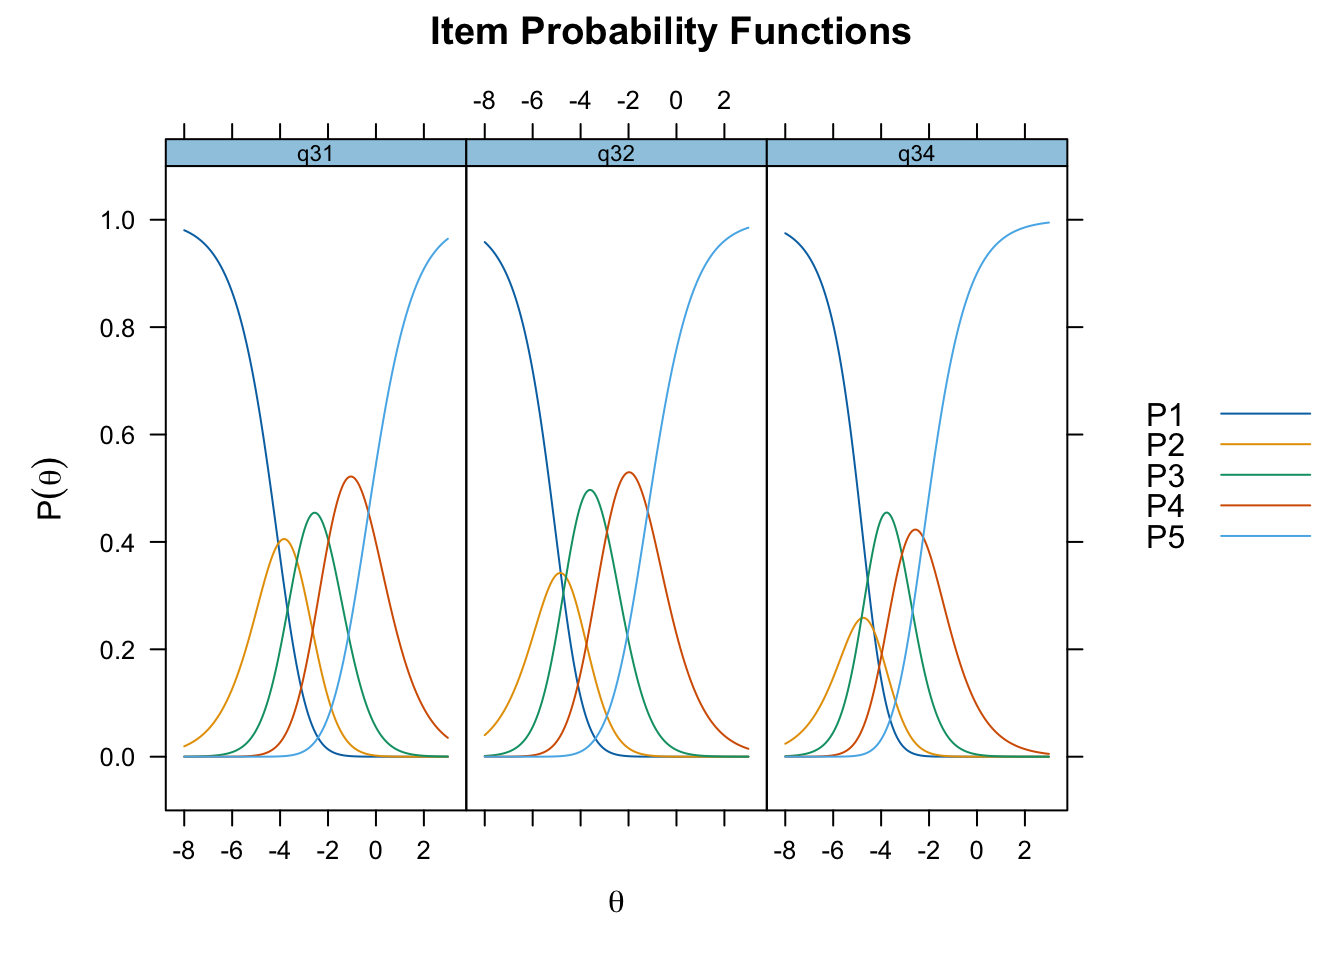 Item Probability Functions
-8 -6 -4 -2 0 2
q31 q32 q34
1.0
0.8
0.6
0.4
0.2
0.0
P(θ)
-8 -6 -4 -2 0 2 -8 -6 -4 -2 0 2
θ
P1
P2
P3
P4
P5